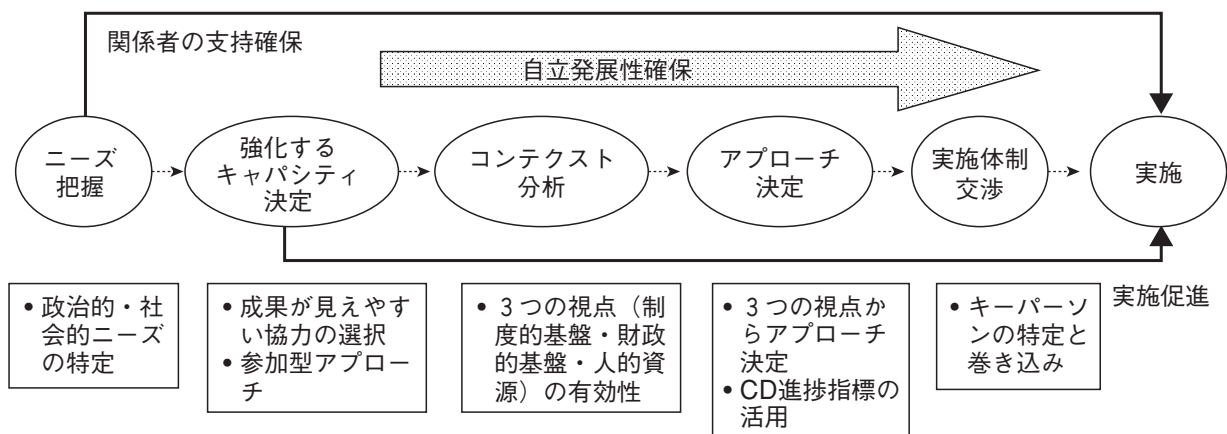 関係者の支持確保
自立発展性確保
ニーズ
把握
強化する
キャパシティ
決定
コンテクスト
分析
アプローチ
決定
実施体制
交渉
実施
実施促進
• 政治的・社
会的ニーズ
の特定
• 成果が見えやす
い協力の選択
• 参加型アプロー
チ
• 3つの視点（制
度的基盤・財政
的基盤・人的資
源）の有効性
• 3つの視点か
らアプローチ
決定
• CD進捗指標の
活用
• キーパーソ
ンの特定と
巻き込み